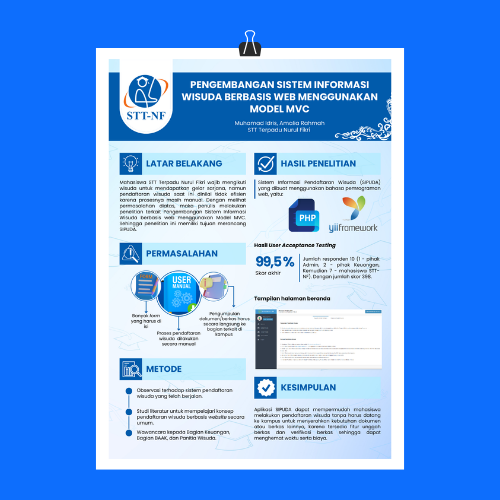 STT-NF
PENGEMBANGAN SISTEM INFORMASI
WISUDA BERBASIS WEB MENGGUNAKAN
MODEL MVC
Muhamad Idris, Amalia Rahmah
STT Terpadu Nurul Fikri
LATAR BELAKANG
Mahasiswa STT Terpadu Nurul Fikri wajib mengikuti
wisuda untuk mendapatkan gelar sarjana, namun
pendaftaran wisuda saat ini dinilai tidak efisien
karena prosesnya masih manual. Dengan melihat
permasalahan diatas, maka penulis melakukan
penelitian terkait Pengembangan Sistem Informasi
Wisuda berbasis web menggunakan Model MVC.
Sehingga penelitian ini memiliki tujuan merancang
SIPUDA.
PERMASALAHAN
USER
MANUAL
Banyak form
yang harus di
isi
Proses pendaftaran
wisuda dilakukan
secara manual
Pengumpulan
dokumen/berkas harus
secara langsung ke
bagian terkait di
kampus
METODE
Observasi terhadap sistem pendaftaran
wisuda yang telah berjalan.
Studi literatur untuk mempelajari konsep
pendaftaran wisuda berbasis website secara
umum.
Wawancara kepada Bagian Keuangan,
Bagian BAAK, dan Panitia Wisuda.
HASIL PENELITIAN
Sistem Informasi Pendaftaran Wisuda (SIPUDA)
yang dibuat menggunakan bahasa pemrograman
web, yaitu:
PHP
yiiframework
Hasil User Acceptance Testing
99,5%
Skor akhir
Jumlah responden 10 (1 - pihak
Admin, 2 - pihak Keuangan,
Kemudian 7 - mahasiswa STT-
NF). Dengan jumlah skor 398.
Tampilan halaman beranda
KESIMPULAN
Aplikasi SIPUDA dapat mempermudah mahasiswa
melakukan pendaftaran wisuda tanpa harus datang
ke kampus untuk menyerahkan kebutuhan dokumen
atau berkas lainnya, karena tersedia fitur unggah
berkas dan verifikasi berkas sehingga dapat
menghemat waktu serta biaya.